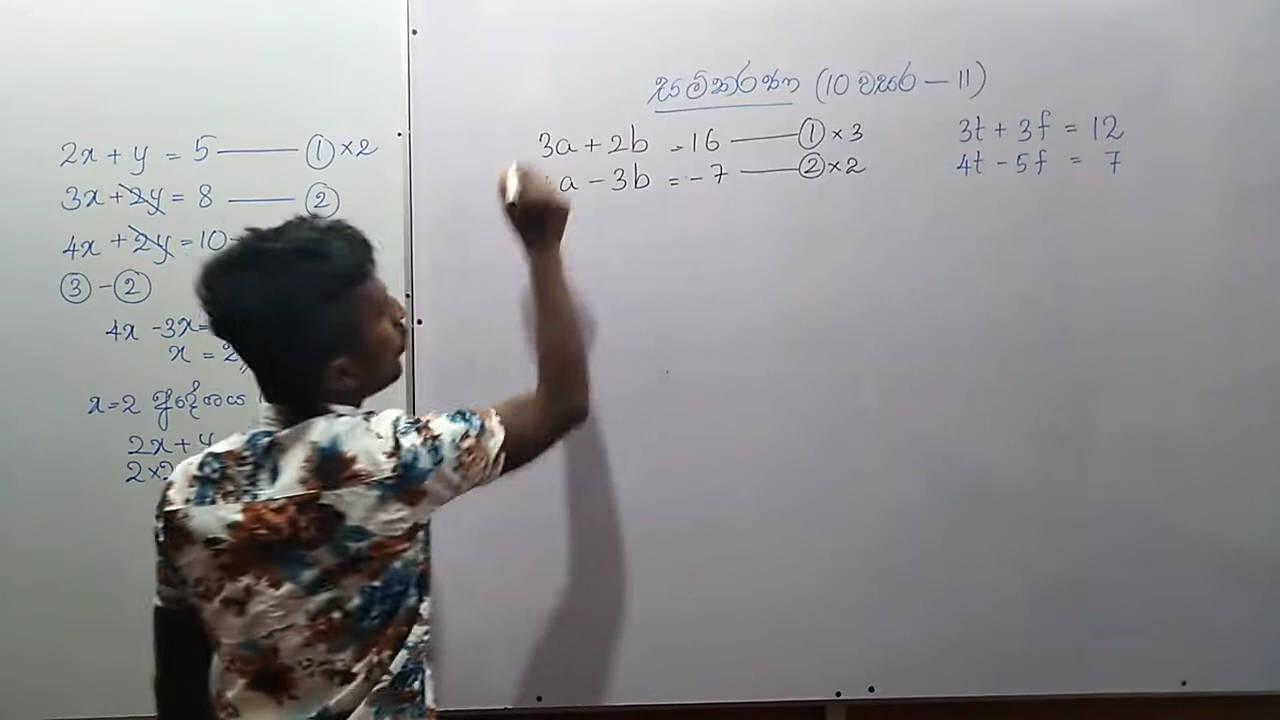 සමීකරණ (10 වසර - 11)
2x + y = 5 —— ① × 2
3x + 2y = 8 —— ②
4x + 2y = 10
③ - ②
4x - 3x =
x = 2
x = 2
2x + y
2 × 2
3a + 2b = 16 —— ① × 3
a - 3b = - 7 —— ② × 2
3t + 3f = 12
4t - 5f = 7